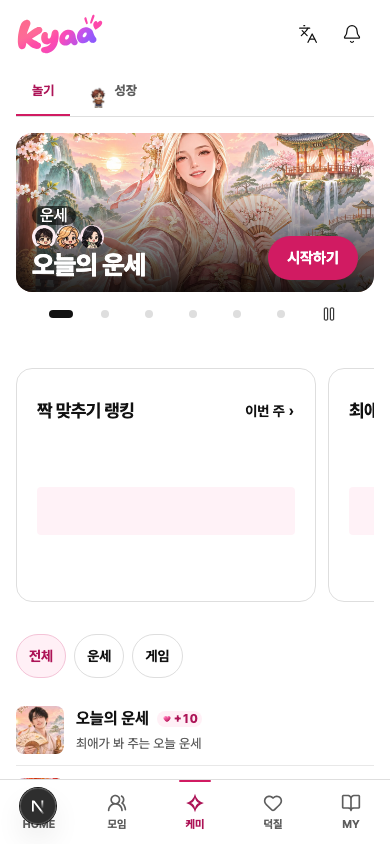 kyaa
놀기
성장
운세
오늘의 운세
시작하기
짝 맞추기 랭킹
이번 주 ›
최애
전체
운세
게임
오늘의 운세
+10
최애가 봐 주는 오늘 운세
N
HOME
모임
케미
덕질
MY